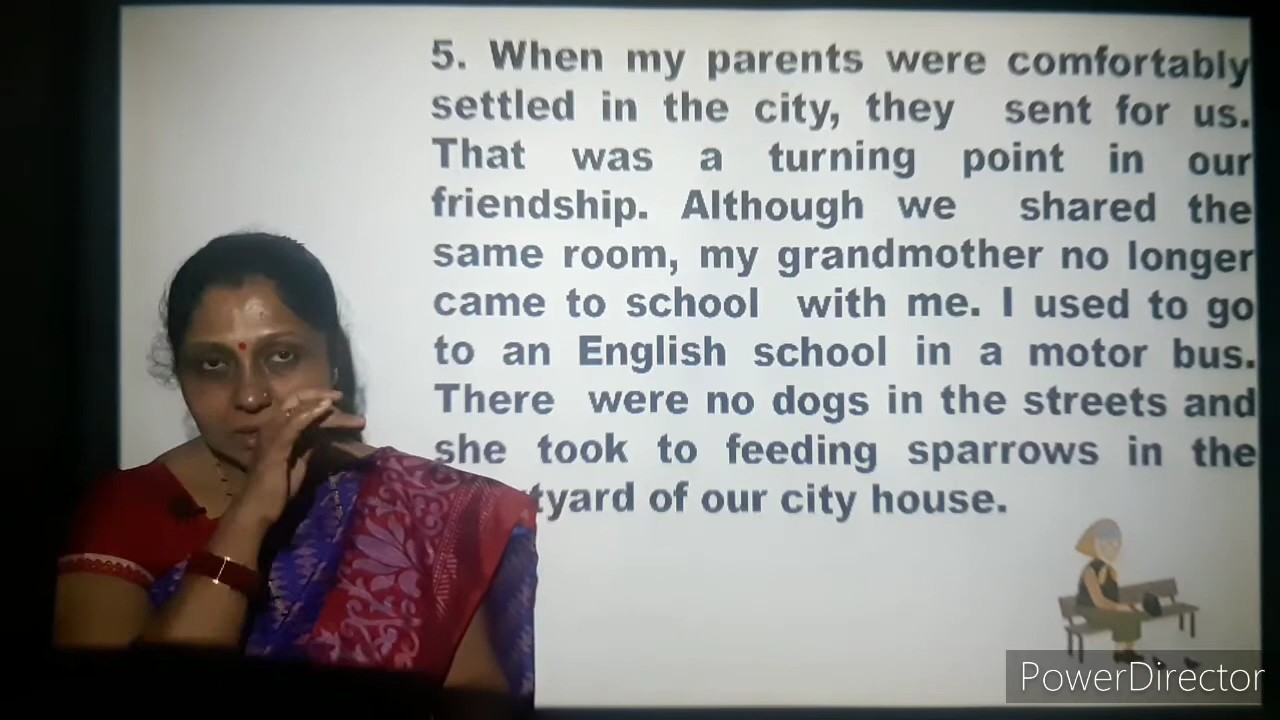 5. When my parents were comfortably
settled in the city, they sent for us.
That was a turning point in our
friendship. Although we shared the
same room, my grandmother no longer
came to school with me. I used to go
to an English school in a motor bus.
There were no dogs in the streets and
she took to feeding sparrows in the
tyard of our city house.
PowerDirector